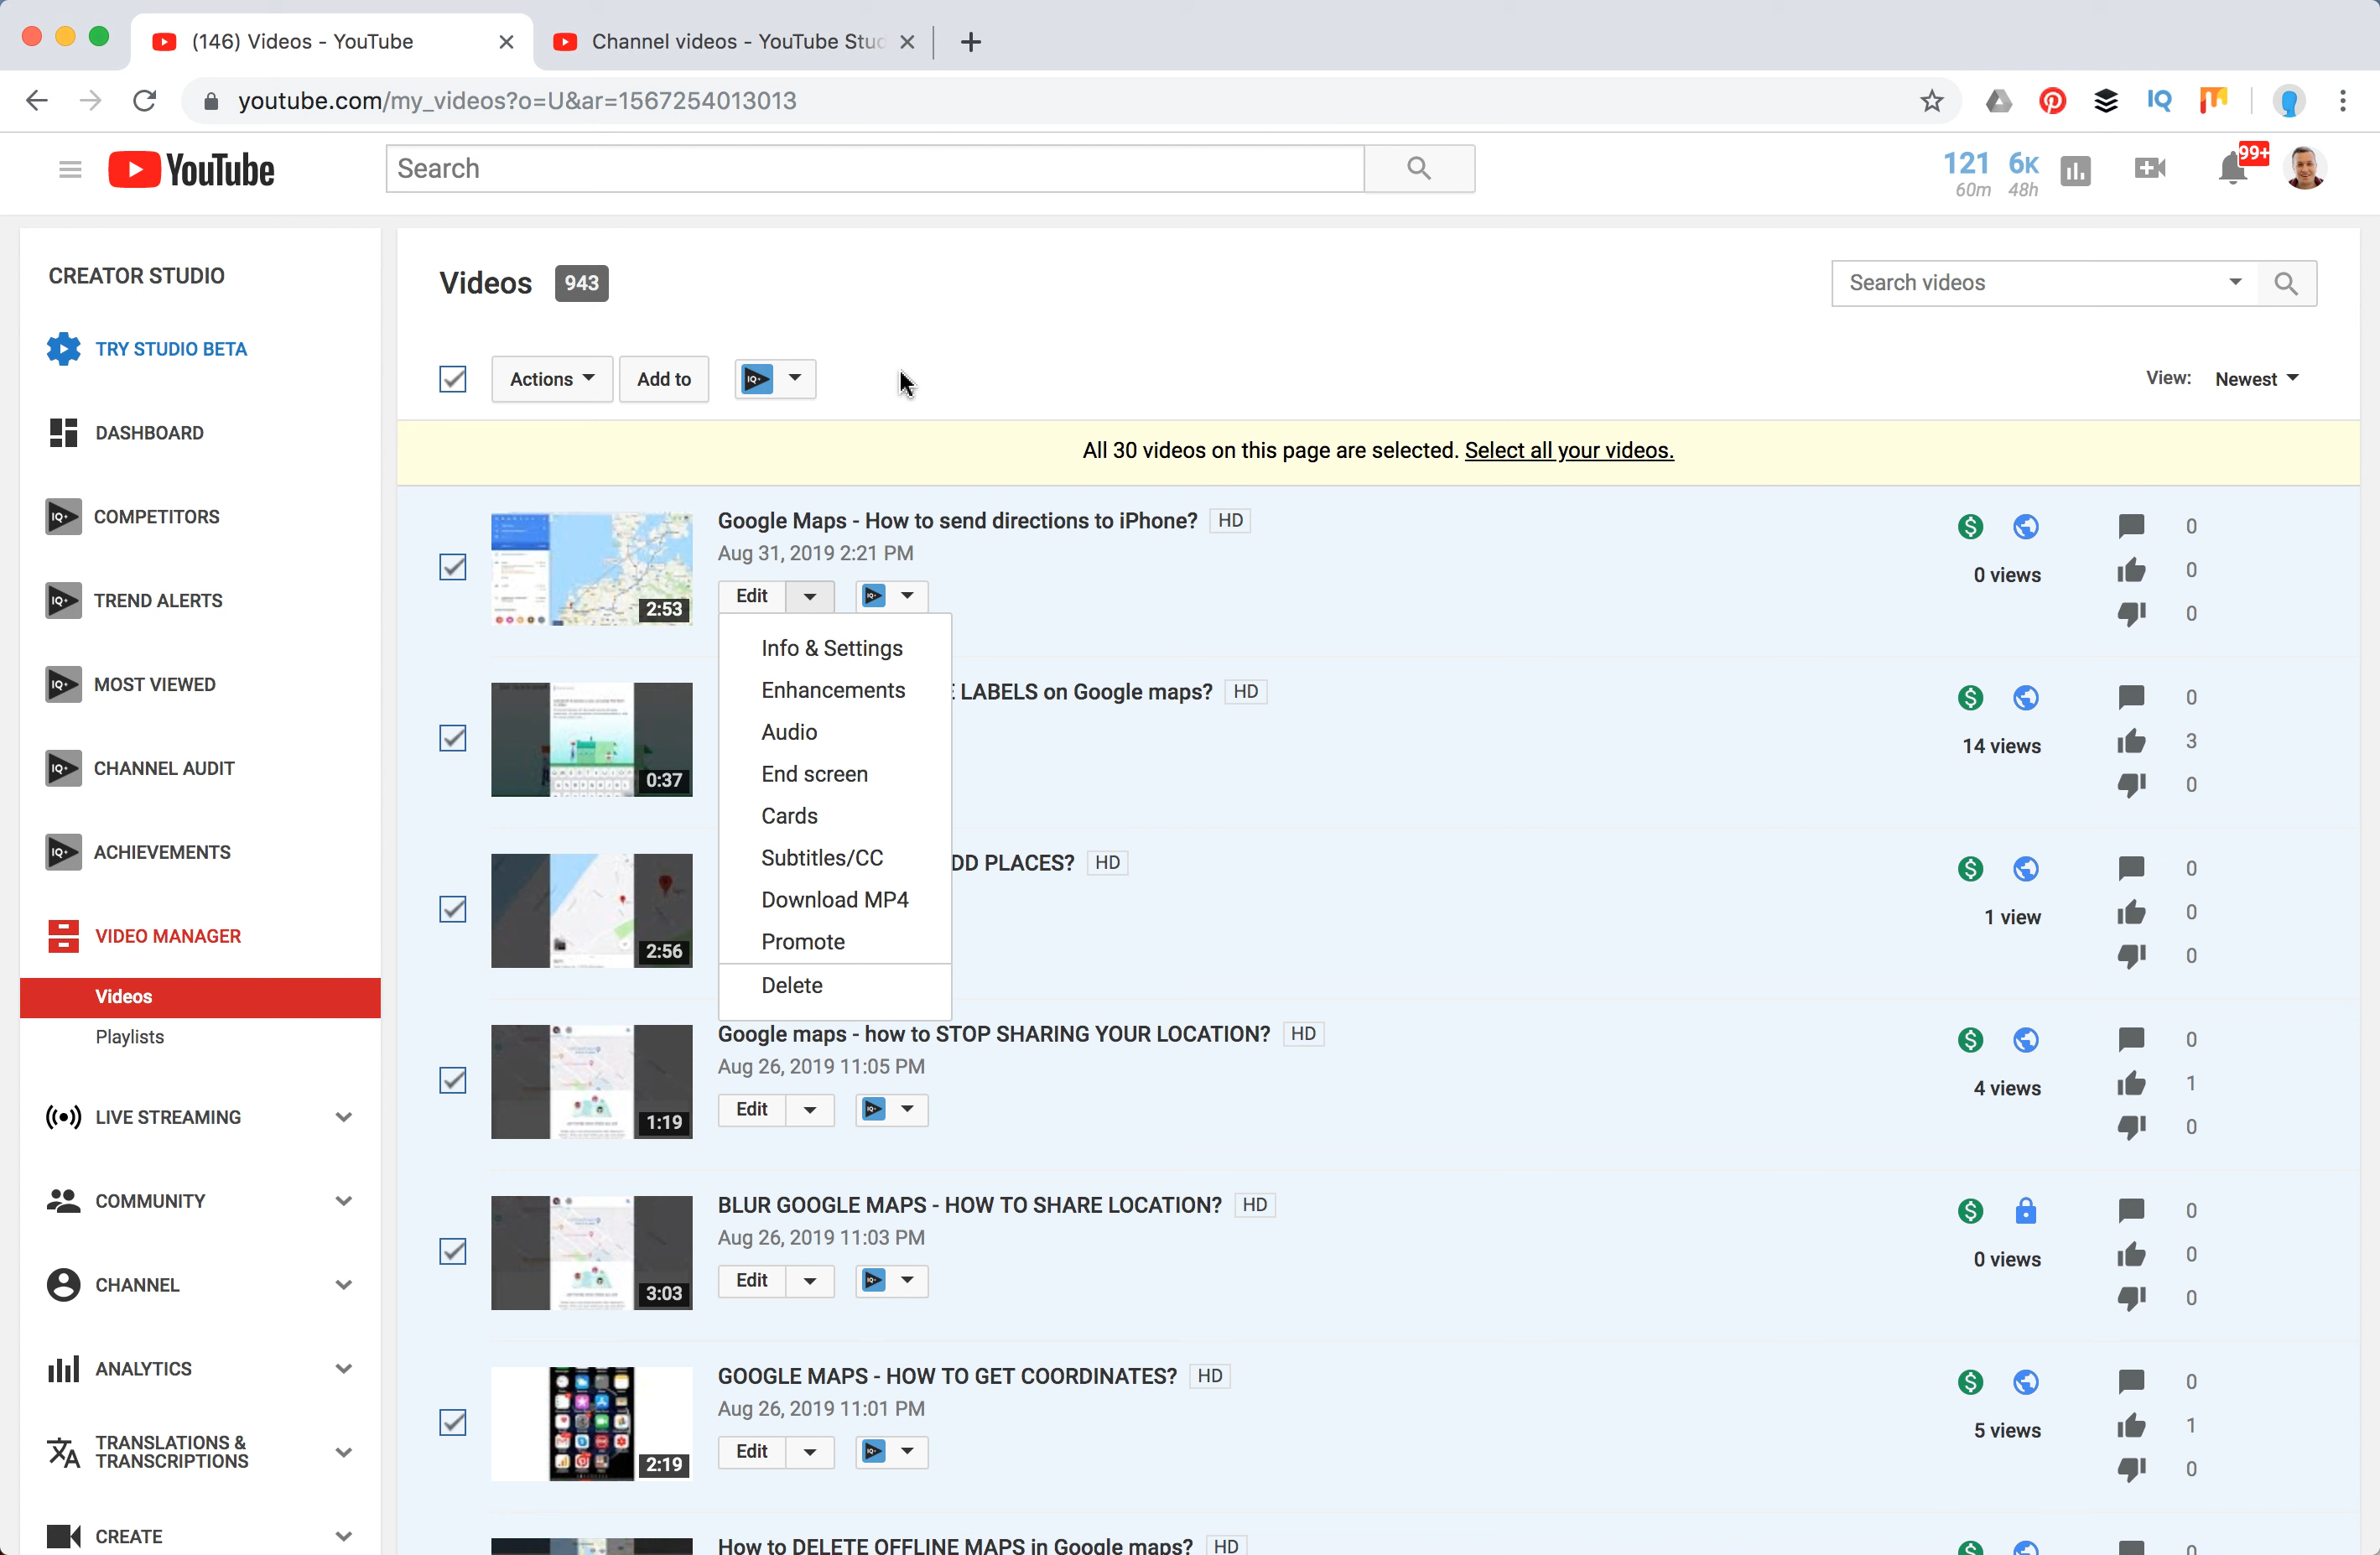 (146) Videos - YouTube
Channel videos - YouTube Stud
youtube.com/my_videos?o=U&ar=1567254013013
IQ
YouTube
Search
121 6K
60m 48h
99+
CREATOR STUDIO
TRY STUDIO BETA
DASHBOARD
COMPETITORS
TREND ALERTS
MOST VIEWED
CHANNEL AUDIT
ACHIEVEMENTS
VIDEO MANAGER
Videos
Playlists
LIVE STREAMING
COMMUNITY
CHANNEL
ANALYTICS
TRANSLATIONS &
TRANSCRIPTIONS
CREATE
Videos 943
Search videos
Actions Add to
View: Newest
All 30 videos on this page are selected. Select all your videos.
Google Maps - How to send directions to iPhone? HD
Aug 31, 2019 2:21 PM
2:53
Edit
0 views
0
0
0
Info & Settings
Enhancements
Audio
End screen
Cards
Subtitles/CC
Download MP4
Promote
Delete
LABELS on Google maps? HD
0:37
14 views
0
3
0
DD PLACES? HD
2:56
1 view
0
0
0
Google maps - how to STOP SHARING YOUR LOCATION? HD
Aug 26, 2019 11:05 PM
1:19
Edit
4 views
0
1
0
BLUR GOOGLE MAPS - HOW TO SHARE LOCATION? HD
Aug 26, 2019 11:03 PM
3:03
Edit
0 views
0
0
0
GOOGLE MAPS - HOW TO GET COORDINATES? HD
Aug 26, 2019 11:01 PM
2:19
Edit
5 views
0
1
0
How to DELETE OFFLINE MAPS in Google maps? HD
0